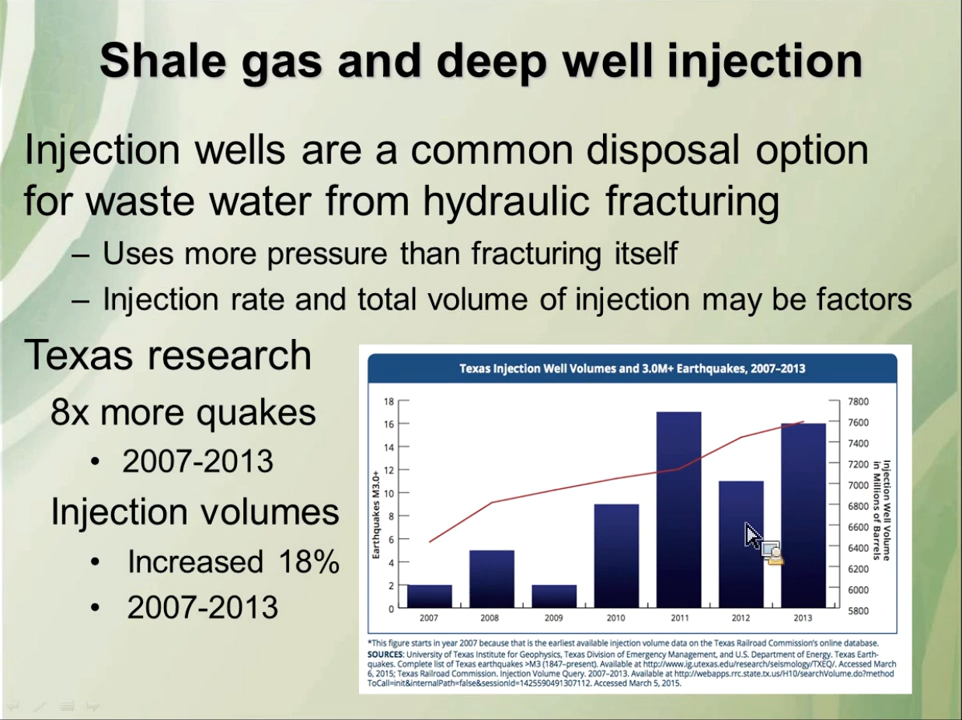 Shale gas and deep well injection
Injection wells are a common disposal option
for waste water from hydraulic fracturing
– Uses more pressure than fracturing itself
– Injection rate and total volume of injection may be factors
Texas research
8x more quakes
• 2007-2013
Injection volumes
• Increased 18%
• 2007-2013
Texas Injection Well Volumes and 3.0M+ Earthquakes, 2007–2013
Earthquakes M3.0+
18
16
14
12
10
8
6
4
2
0
2007 2008 2009 2010 2011 2012 2013
7800
7600
7400
7200
7000
6800
6600
6400
6200
6000
5800
Injection Well Volume
in Millions of Barrels
*This figure starts in year 2007 because that is the earliest available injection volume data on the Texas Railroad Commission's online database.
SOURCES: University of Texas Institute for Geophysics, Texas Division of Emergency Management, and U.S. Department of Energy. Texas Earth-
quakes. Complete list of Texas earthquakes >M3 (1847–present). Available at http://www.ig.utexas.edu/research/seismology/TXEQ/. Accessed March
6, 2015; Texas Railroad Commission. Injection Volume Query. 2007–2013. Available at http://webapps.rrc.state.tx.us/H10/searchVolume.do?method
ToCall=init&internalPath=false&sessionId=1425590491307112. Accessed March 5, 2015.